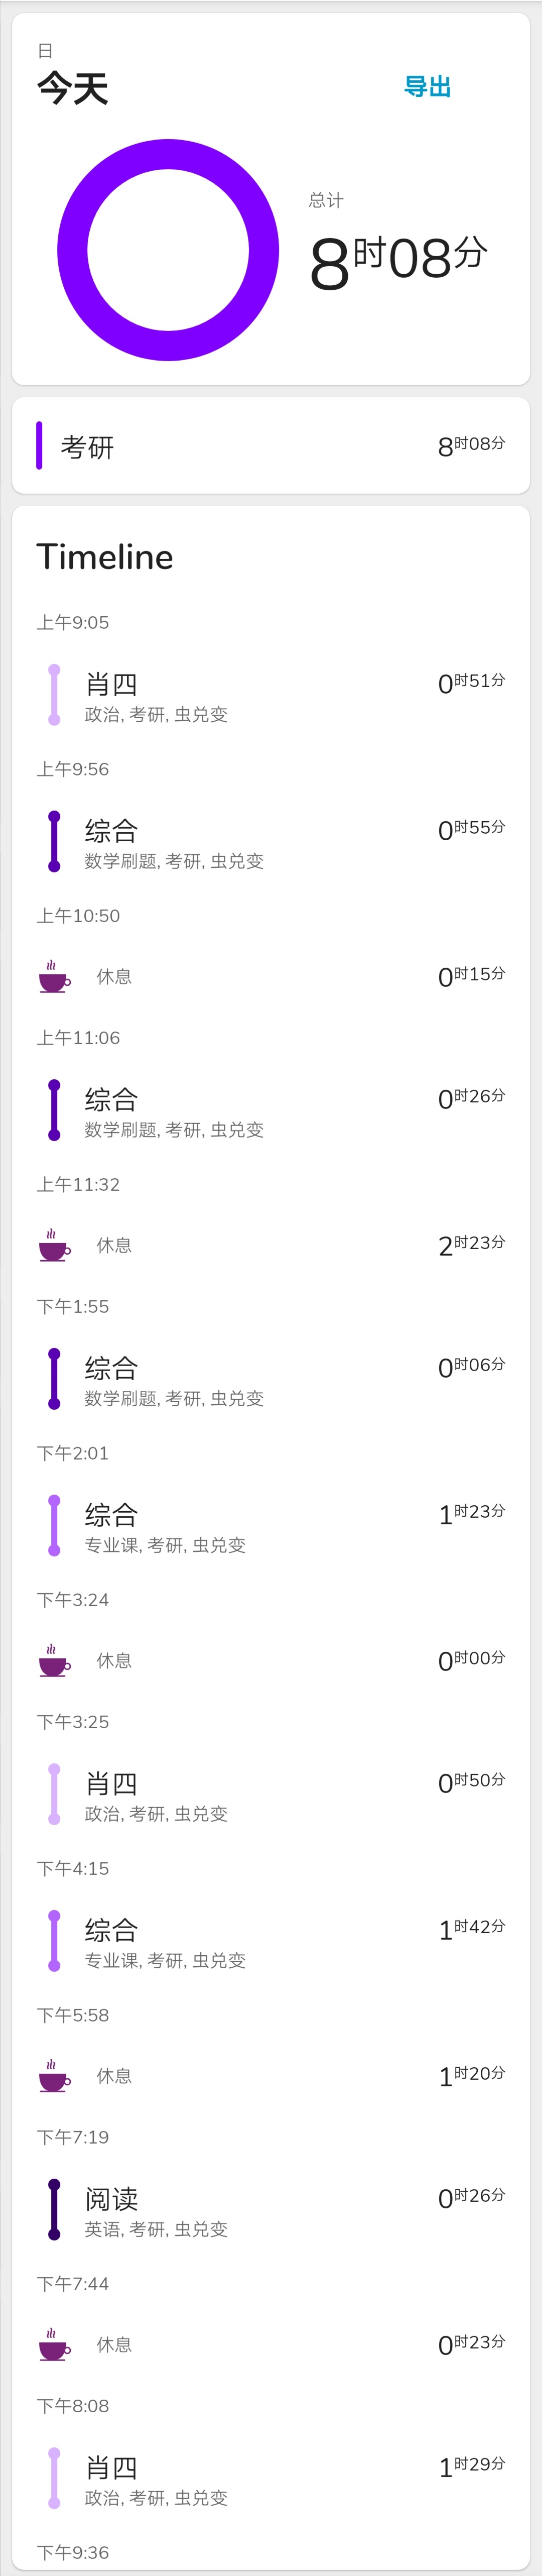 日
今天
导出
总计
8时08分
考研
8时08分
Timeline
上午9:05
肖四
0时51分
政治, 考研, 虫兑变
上午9:56
综合
0时55分
数学刷题, 考研, 虫兑变
上午10:50
休息
0时15分
上午11:06
综合
0时26分
数学刷题, 考研, 虫兑变
上午11:32
休息
2时23分
下午1:55
综合
0时06分
数学刷题, 考研, 虫兑变
下午2:01
综合
1时23分
专业课, 考研, 虫兑变
下午3:24
休息
0时00分
下午3:25
肖四
0时50分
政治, 考研, 虫兑变
下午4:15
综合
1时42分
专业课, 考研, 虫兑变
下午5:58
休息
1时20分
下午7:19
阅读
0时26分
英语, 考研, 虫兑变
下午7:44
休息
0时23分
下午8:08
肖四
1时29分
政治, 考研, 虫兑变
下午9:36